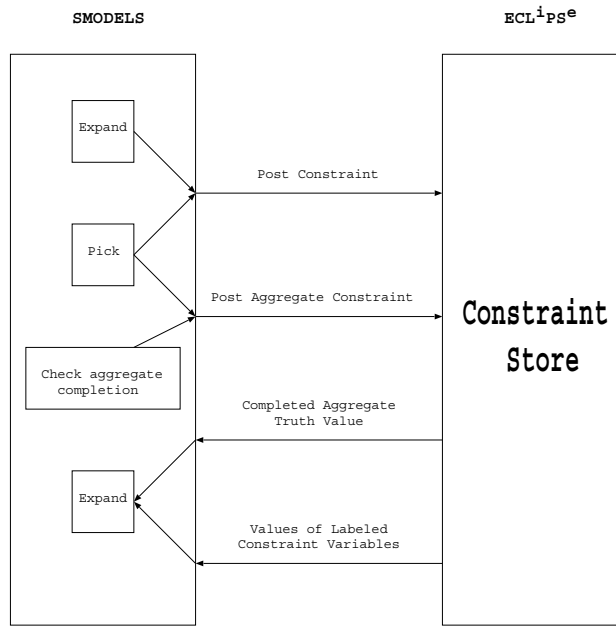 SMODELS
ECLiPSe
Expand
Post Constraint
Pick
Post Aggregate Constraint
Constraint
Store
Check aggregate
completion
Completed Aggregate
Truth Value
Expand
Values of Labeled
Constraint Variables